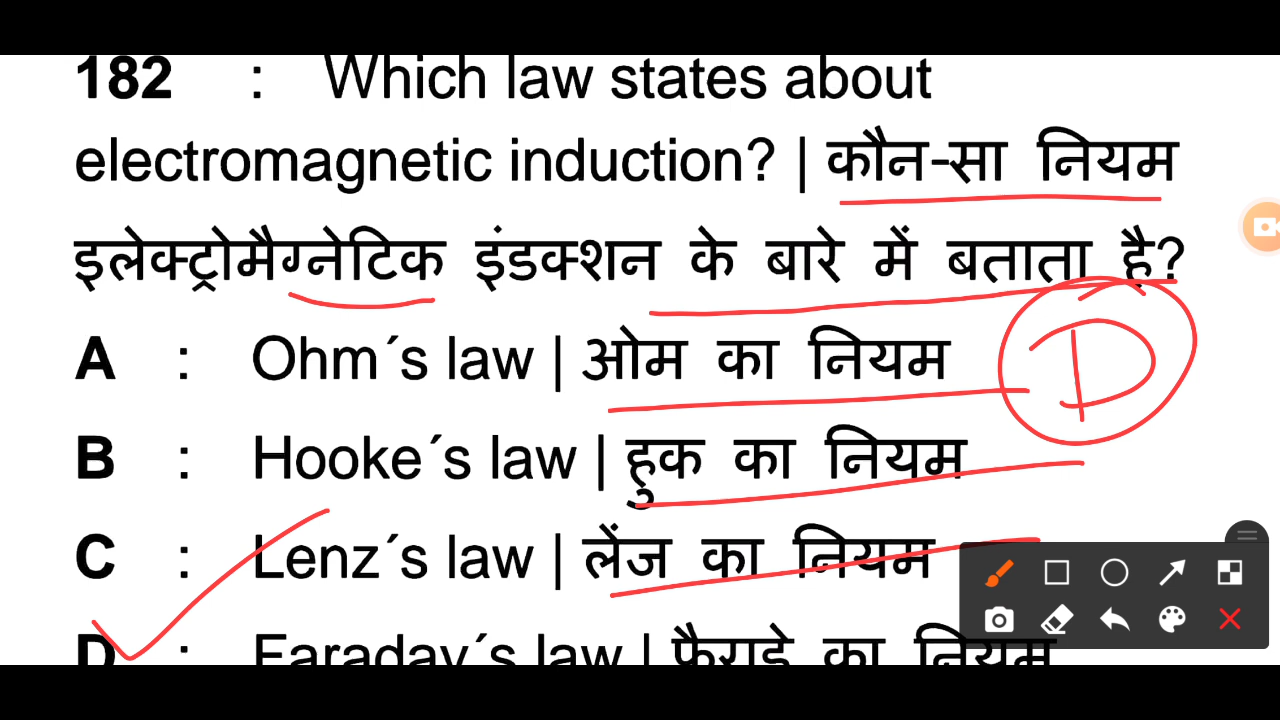 182 : Which law states about
electromagnetic induction? | कौन-सा नियम
इलेक्ट्रोमैग्नेटिक इंडक्शन के बारे में बताता है?
A : Ohm´s law | ओम का नियम
D
B : Hooke´s law | हुक का नियम
C : Lenz´s law | लेंज का नियम
D : Faraday´s law | फैराडे का नियम